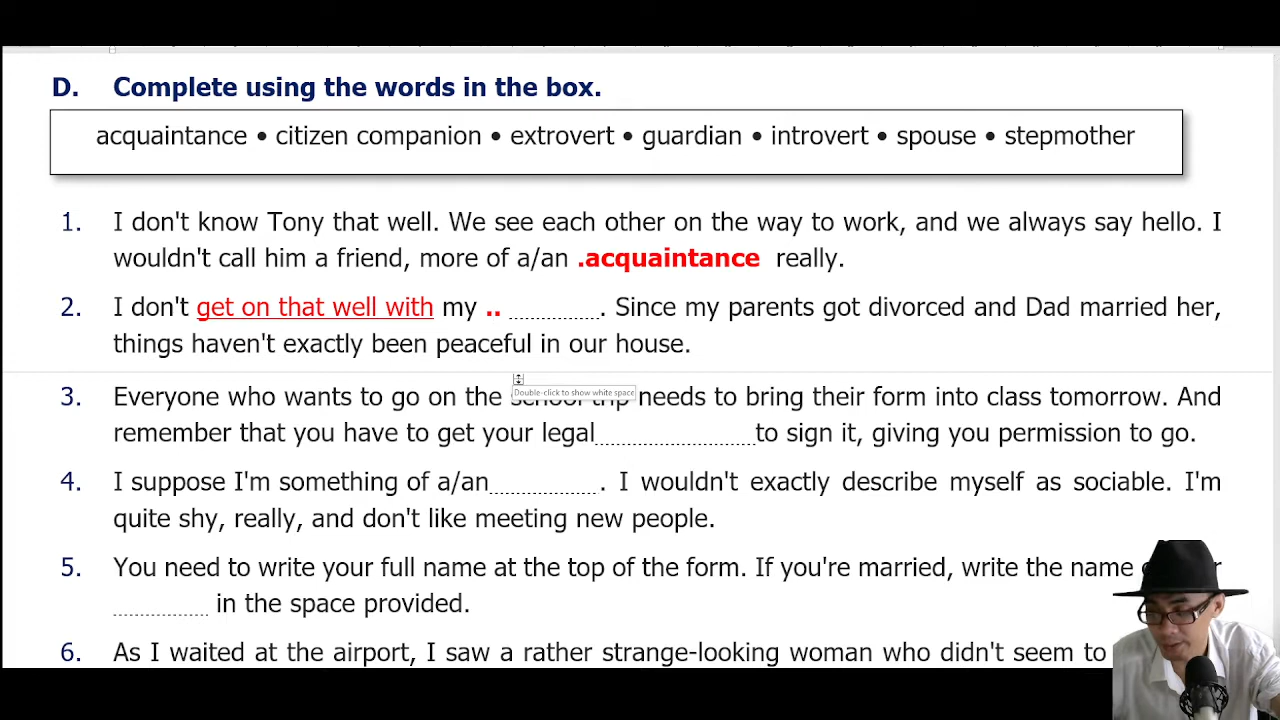 D. Complete using the words in the box.
acquaintance • citizen companion • extrovert • guardian • introvert • spouse • stepmother
1. I don't know Tony that well. We see each other on the way to work, and we always say hello. I
wouldn't call him a friend, more of a/an .acquaintance really.
2. I don't get on that well with my .. ............. Since my parents got divorced and Dad married her,
things haven't exactly been peaceful in our house.
Double-click to show white space
3. Everyone who wants to go on the school trip needs to bring their form into class tomorrow. And
remember that you have to get your legal........................to sign it, giving you permission to go.
4. I suppose I'm something of a/an................ . I wouldn't exactly describe myself as sociable. I'm
quite shy, really, and don't like meeting new people.
5. You need to write your full name at the top of the form. If you're married, write the name
.............. in the space provided.
6. As I waited at the airport, I saw a rather strange-looking woman who didn't seem to